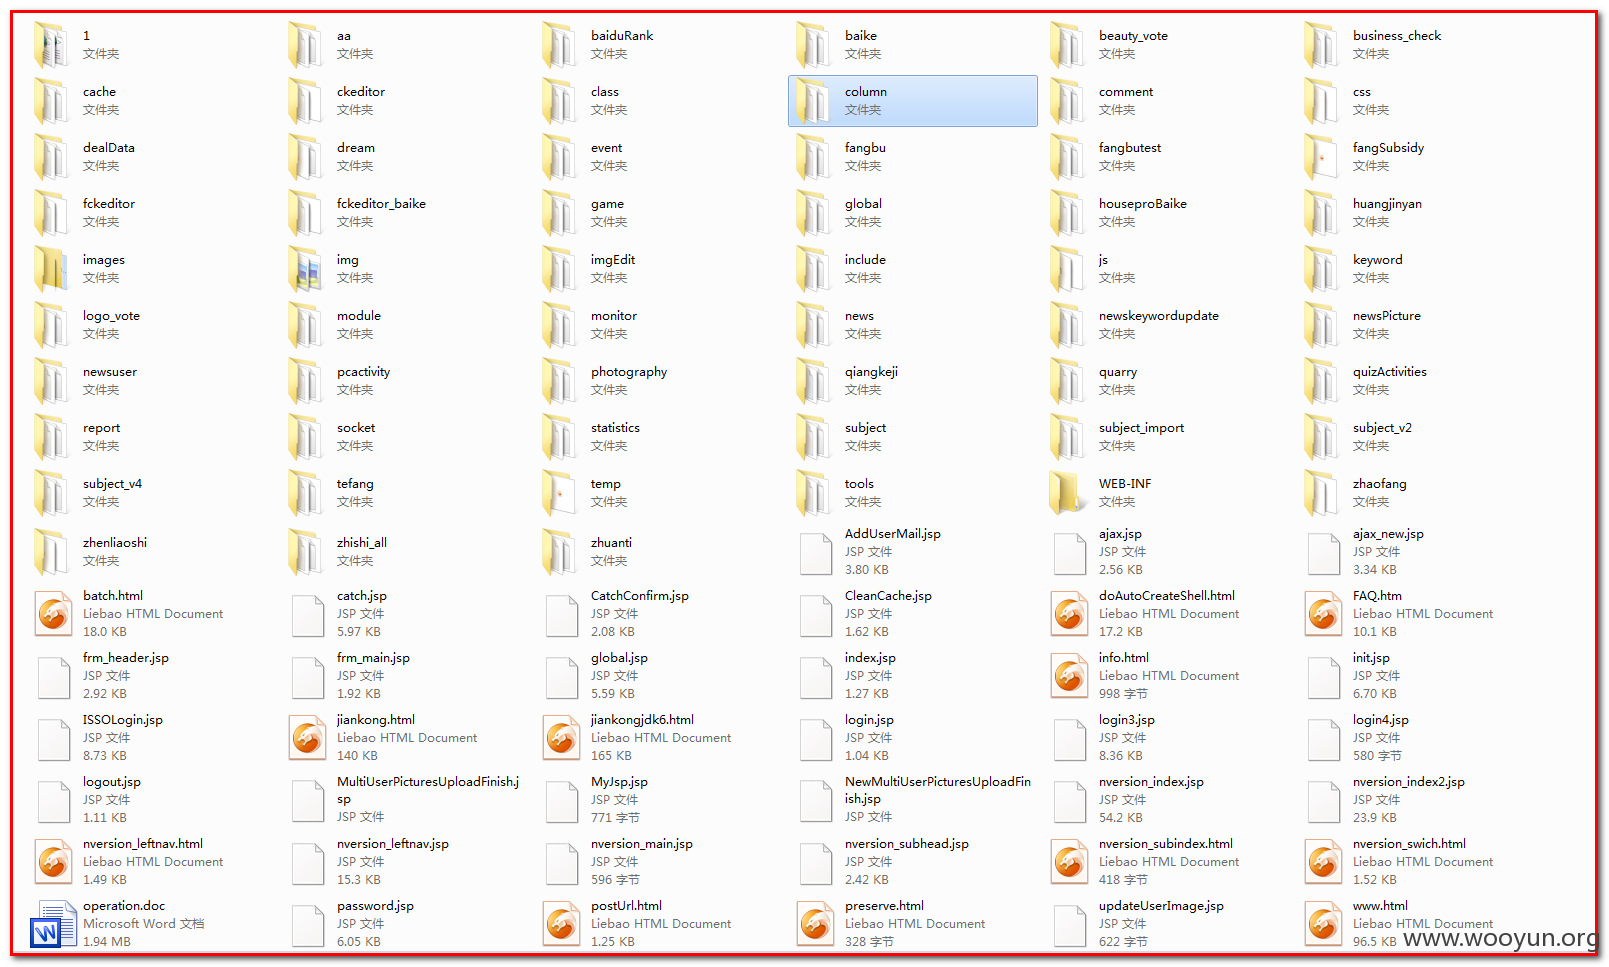 1
文件夹
aa
文件夹
baiduRank
文件夹
baike
文件夹
beauty_vote
文件夹
business_check
文件夹
cache
文件夹
ckeditor
文件夹
class
文件夹
column
文件夹
comment
文件夹
css
文件夹
dealData
文件夹
dream
文件夹
event
文件夹
fangbu
文件夹
fangbutest
文件夹
fangSubsidy
文件夹
fckeditor
文件夹
fckeditor_baike
文件夹
game
文件夹
global
文件夹
houseproBaike
文件夹
huangjinyan
文件夹
images
文件夹
img
文件夹
imgEdit
文件夹
include
文件夹
js
文件夹
keyword
文件夹
logo_vote
文件夹
module
文件夹
monitor
文件夹
news
文件夹
newskeywordupdate
文件夹
newsPicture
文件夹
newsuser
文件夹
pcactivity
文件夹
photography
文件夹
qiangkeji
文件夹
quarry
文件夹
quizActivities
文件夹
report
文件夹
socket
文件夹
statistics
文件夹
subject
文件夹
subject_import
文件夹
subject_v2
文件夹
subject_v4
文件夹
tefang
文件夹
temp
文件夹
tools
文件夹
WEB-INF
文件夹
zhaofang
文件夹
zhenliaoshi
文件夹
zhishi_all
文件夹
zhuanti
文件夹
AddUserMail.jsp
JSP 文件
3.80 KB
ajax.jsp
JSP 文件
2.56 KB
ajax_new.jsp
JSP 文件
3.34 KB
batch.html
Liebao HTML Document
18.0 KB
catch.jsp
JSP 文件
5.97 KB
CatchConfirm.jsp
JSP 文件
2.08 KB
CleanCache.jsp
JSP 文件
1.62 KB
doAutoCreateShell.html
Liebao HTML Document
17.2 KB
FAQ.htm
Liebao HTML Document
10.1 KB
frm_header.jsp
JSP 文件
2.92 KB
frm_main.jsp
JSP 文件
1.92 KB
global.jsp
JSP 文件
5.59 KB
index.jsp
JSP 文件
1.27 KB
info.html
Liebao HTML Document
998 字节
init.jsp
JSP 文件
6.70 KB
ISSOLogin.jsp
JSP 文件
8.73 KB
jiankong.html
Liebao HTML Document
140 KB
jiankongjdk6.html
Liebao HTML Document
165 KB
login.jsp
JSP 文件
1.04 KB
login3.jsp
JSP 文件
8.36 KB
login4.jsp
JSP 文件
580 字节
logout.jsp
JSP 文件
1.11 KB
MultiUserPicturesUploadFinish.j
sp
JSP 文件
MyJsp.jsp
JSP 文件
771 字节
NewMultiUserPicturesUploadFin
ish.jsp
JSP 文件
nversion_index.jsp
JSP 文件
54.2 KB
nversion_index2.jsp
JSP 文件
23.9 KB
nversion_leftnav.html
Liebao HTML Document
1.49 KB
nversion_leftnav.jsp
JSP 文件
15.3 KB
nversion_main.jsp
JSP 文件
596 字节
nversion_subhead.jsp
JSP 文件
2.42 KB
nversion_subindex.html
Liebao HTML Document
418 字节
nversion_swich.html
Liebao HTML Document
1.52 KB
operation.doc
Microsoft Word 文档
1.94 MB
password.jsp
JSP 文件
6.05 KB
postUrl.html
Liebao HTML Document
1.25 KB
preserve.html
Liebao HTML Document
328 字节
updateUserImage.jsp
JSP 文件
622 字节
www.html
Liebao HTML Document
96.5 KB
www.wooyun.org